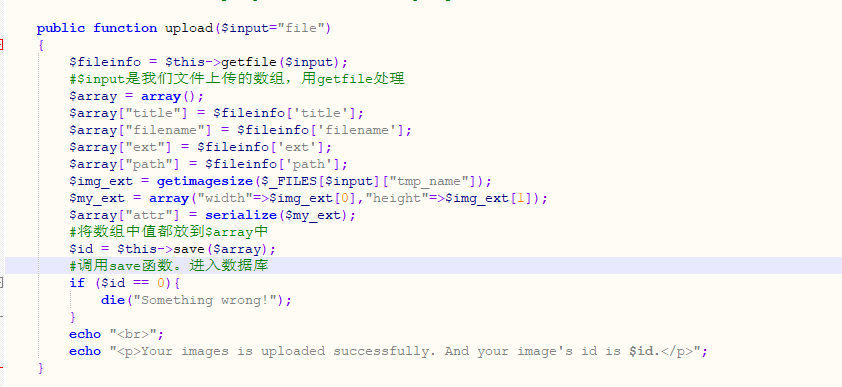 public function upload($input="file")
{
$fileinfo = $this->getfile($input);
#$input是我们文件上传的数组，用getfile处理
$array = array();
$array["title"] = $fileinfo['title'];
$array["filename"] = $fileinfo['filename'];
$array["ext"] = $fileinfo['ext'];
$array["path"] = $fileinfo['path'];
$img_ext = getimagesize($_FILES[$input]["tmp_name"]);
$my_ext = array("width"=>$img_ext[0],"height"=>$img_ext[1]);
$array["attr"] = serialize($my_ext);
#将数组中值都放到$array中
$id = $this->save($array);
#调用save函数。进入数据库
if ($id == 0){
die("Something wrong!");
}
echo "<br>";
echo "<p>Your images is uploaded successfully. And your image's id is $id.</p>";
}